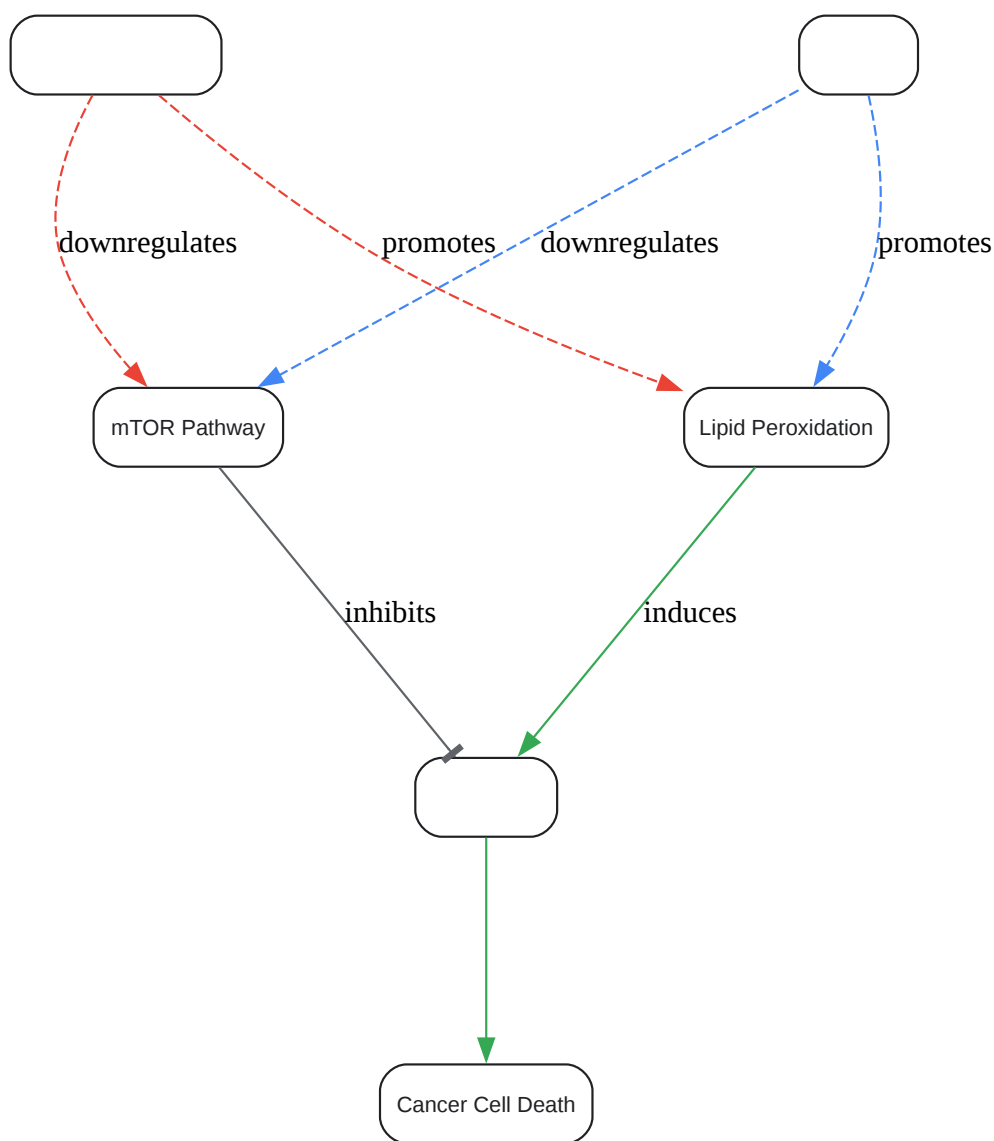 downregulates
promotes
downregulates
promotes
mTOR Pathway
Lipid Peroxidation
inhibits
induces
Cancer Cell Death